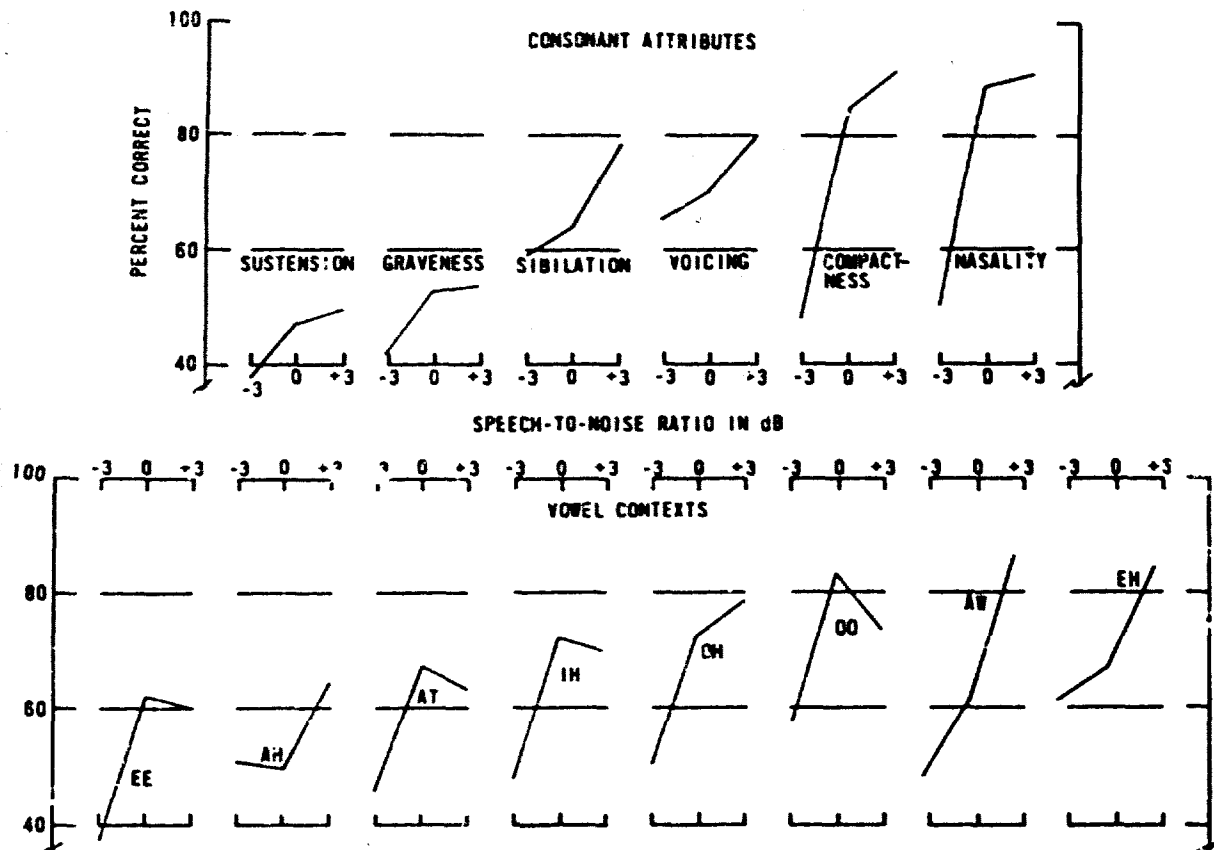 100
CONSONANT ATTRIBUTES
PERCENT CORRECT
80
60
SUSTENSION GRAVENESS SIBILATION VOICING COMPACT-NESS NASALITY
40
-3 0 +3 -3 0 +3 -3 0 +3 -3 0 +3 -3 0 +3 -3 0 +3
SPEECH-TO-NOISE RATIO IN dB
100 -3 0 +3 -3 0 -3 0 +3 -3 0 +3 -3 0 +3 -3 0 +3 -3 0 +3
VOWEL CONTEXTS
80
EH
AW
OO
OH
IH
AT
60
AH
EE
40